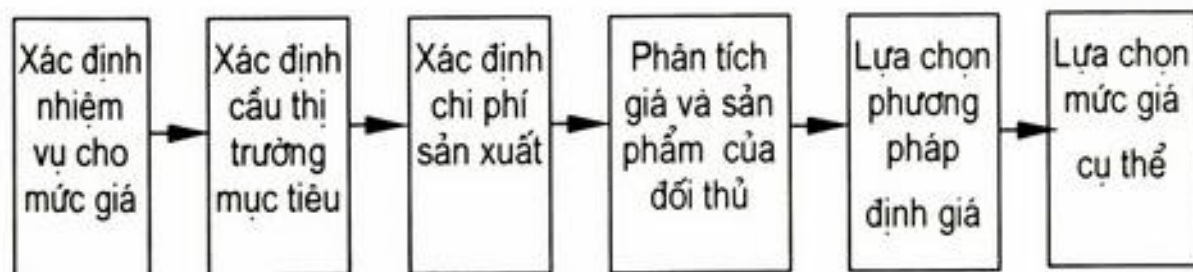 Xác định
nhiệm
vụ cho
mức giá
Xác định
cầu thị
trường
mục tiêu
Xác định
chi phí
sản xuất
Phân tích
giá và sản
phẩm của
đối thủ
Lựa chọn
phương
pháp
định giá
Lựa chọn
mức giá
cụ thể